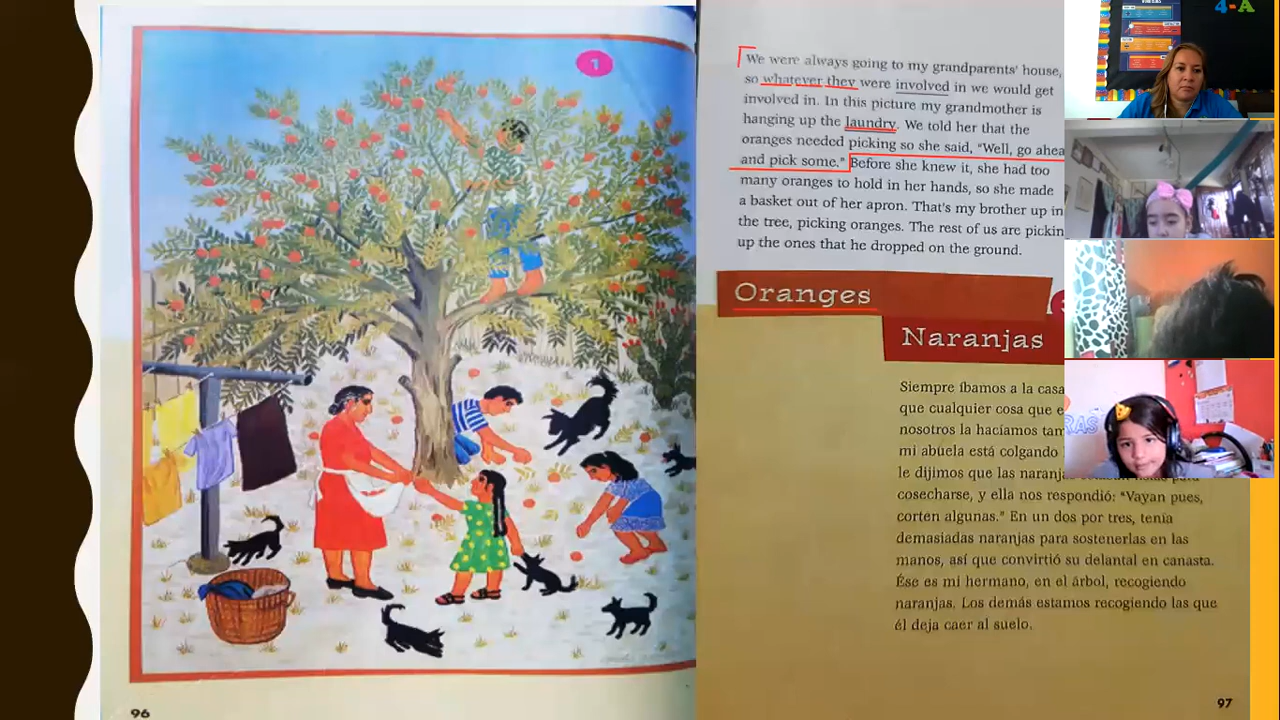 1
We were always going to my grandparents' house,
so whatever they were involved in we would get
involved in. In this picture my grandmother is
hanging up the laundry. We told her that the
oranges needed picking so she said, "Well, go ahea
and pick some." Before she knew it, she had too
many oranges to hold in her hands, so she made
a basket out of her apron. That's my brother up in
the tree, picking oranges. The rest of us are pickin
up the ones that he dropped on the ground.
Oranges
Naranjas
Siempre íbamos a la casa
que cualquier cosa que e
nosotros la hacíamos tam
mi abuela está colgando
le dijimos que las naranja
cosecharse, y ella nos respondió: "Vayan pues,
corten algunas." En un dos por tres, tenía
demasiadas naranjas para sostenerlas en las
manos, así que convirtió su delantal en canasta.
Ése es mi hermano, en el árbol, recogiendo
naranjas. Los demás estamos recogiendo las que
él deja caer al suelo.
96
97
4-A